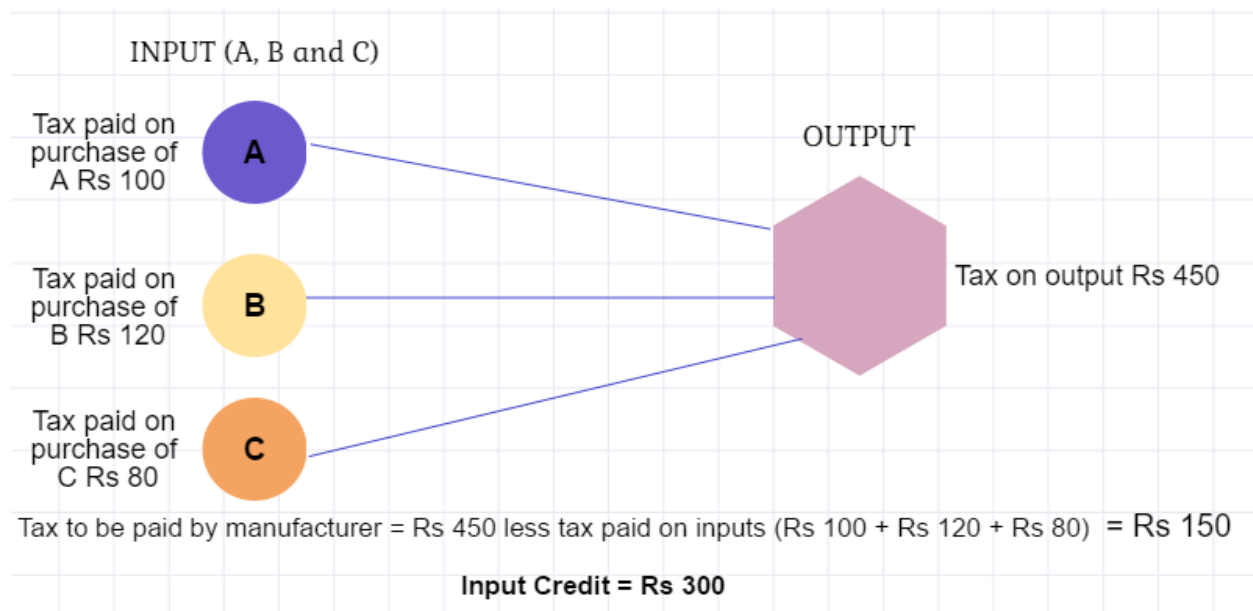 INPUT (A, B and C)
Tax paid on
purchase of
A Rs 100
A
OUTPUT
Tax paid on
purchase of
B Rs 120
B
Tax on output Rs 450
Tax paid on
purchase of
C Rs 80
C
Tax to be paid by manufacturer = Rs 450 less tax paid on inputs (Rs 100 + Rs 120 + Rs 80) = Rs 150
Input Credit = Rs 300